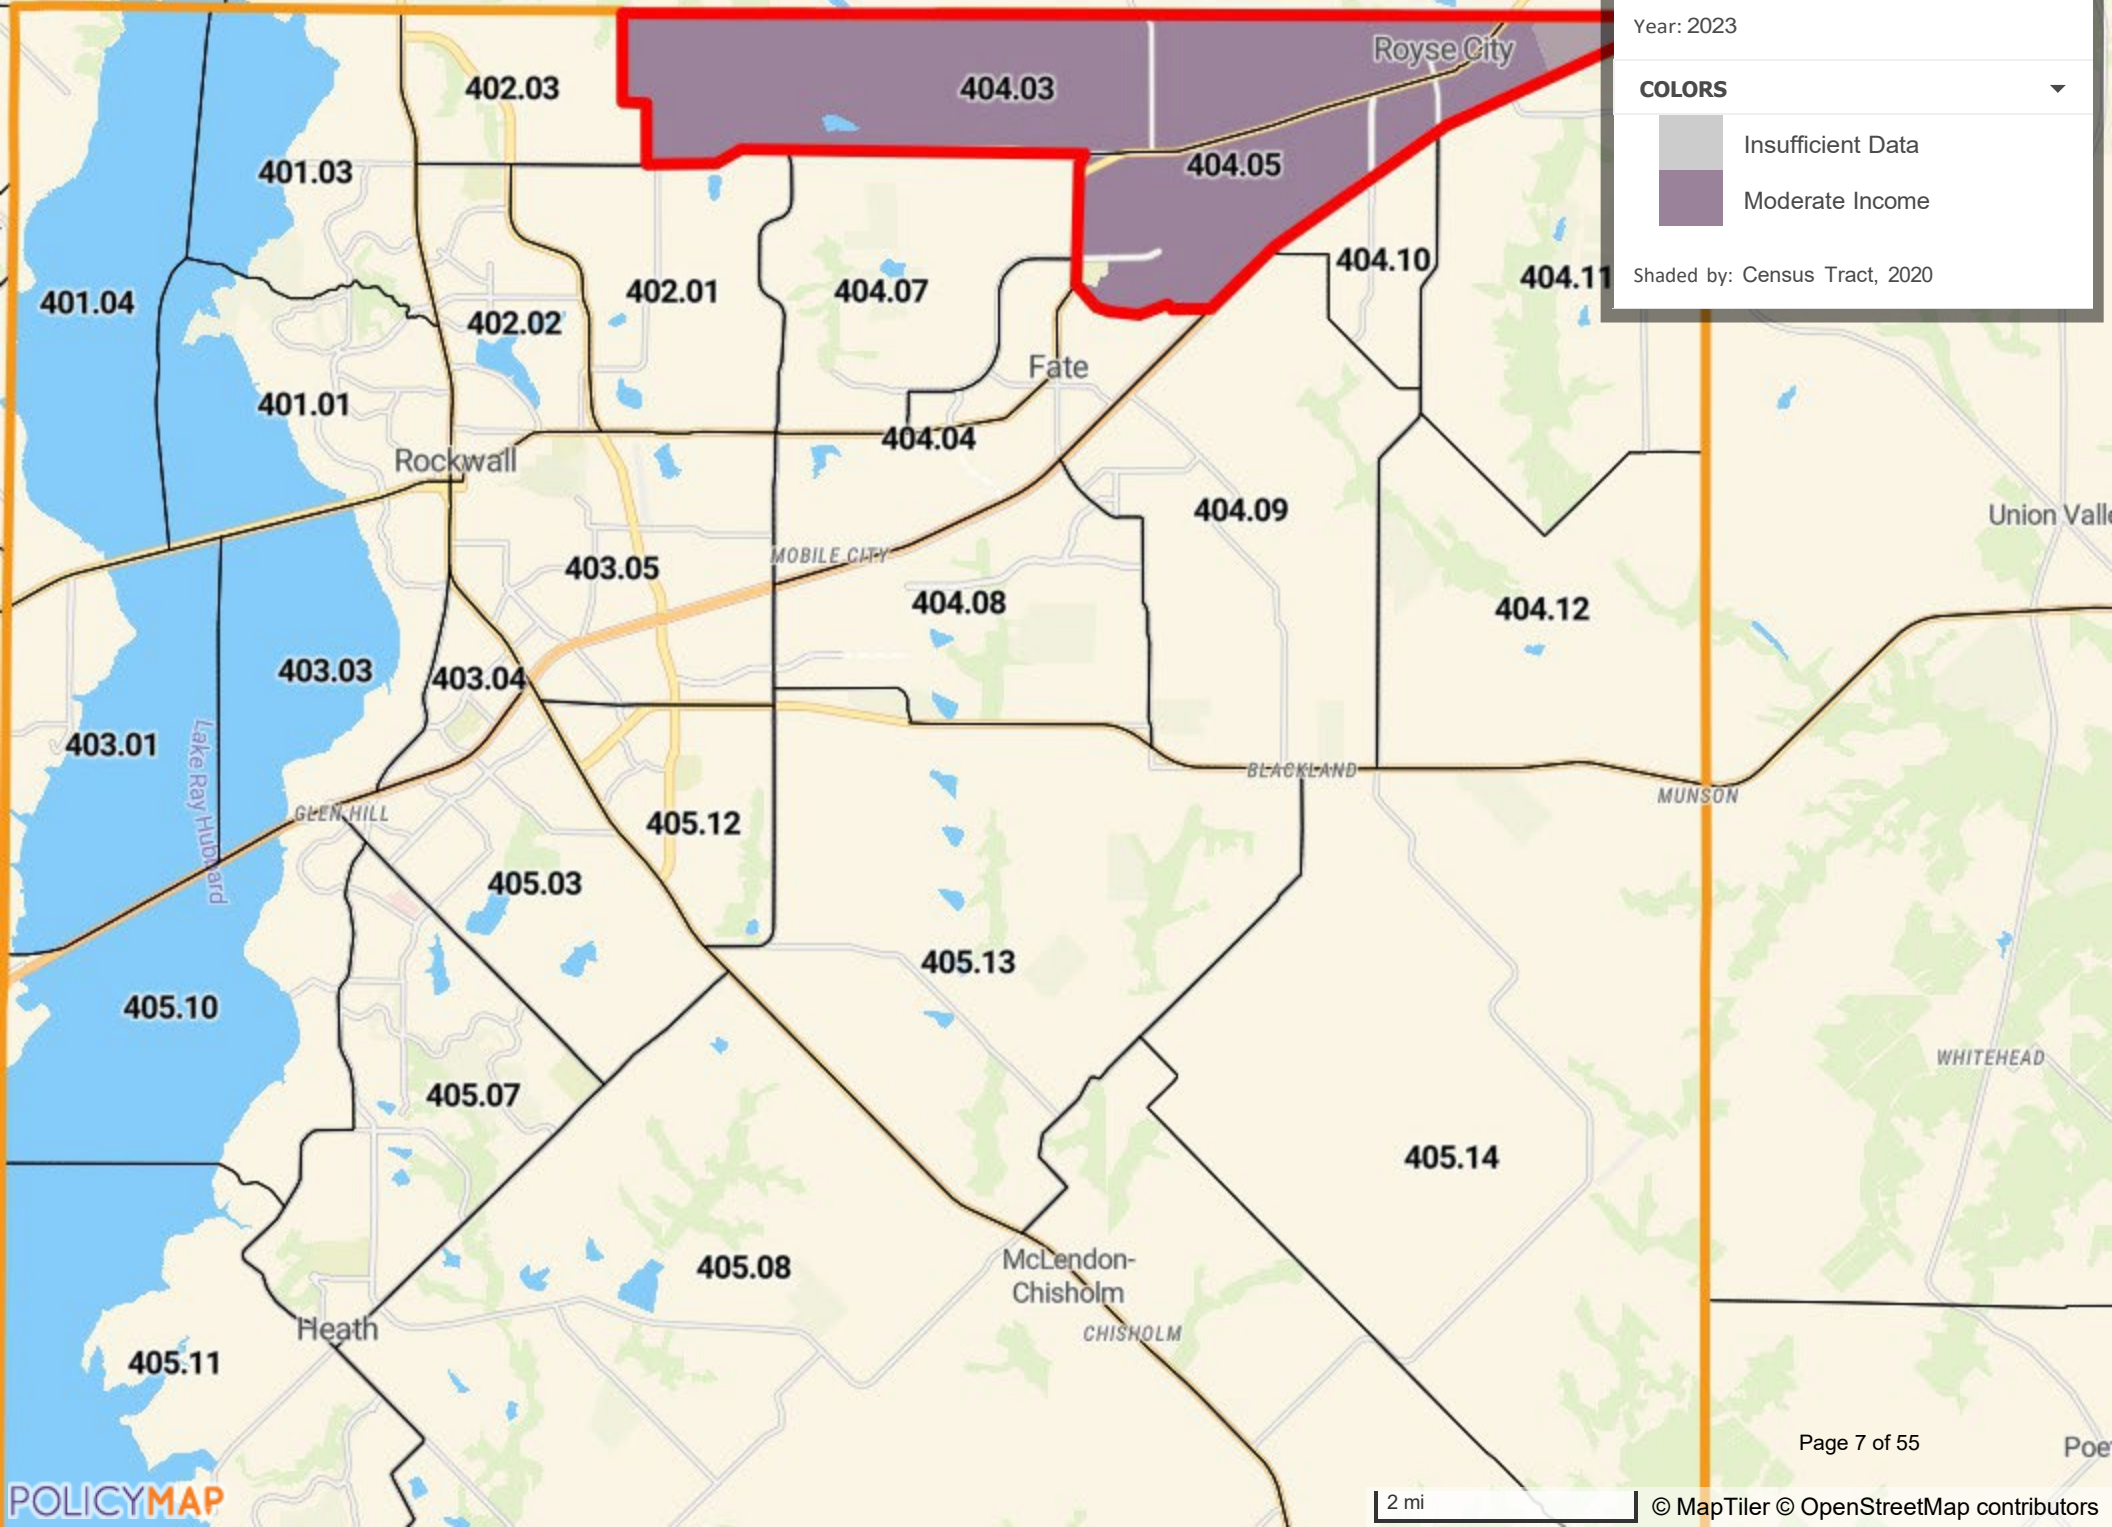 Year: 2023
COLORS
Insufficient Data
Moderate Income
Shaded by: Census Tract, 2020
Royse City
402.03
404.03
401.03
404.05
404.10
404.11
401.04
402.01
404.07
402.02
Fate
401.01
404.04
Rockwall
404.09
Union Valle
MOBILE CITY
403.05
404.08
404.12
403.03
403.04
403.01
Lake Ray Hubbard
BLACKLAND
MUNSON
GLEN HILL
405.12
405.03
405.13
405.10
WHITEHEAD
405.07
405.14
405.08
McLendon-
Chisholm
CHISHOLM
Heath
405.11
Page 7 of 55
Poe
POLICYMAP
2 mi
© MapTiler © OpenStreetMap contributors